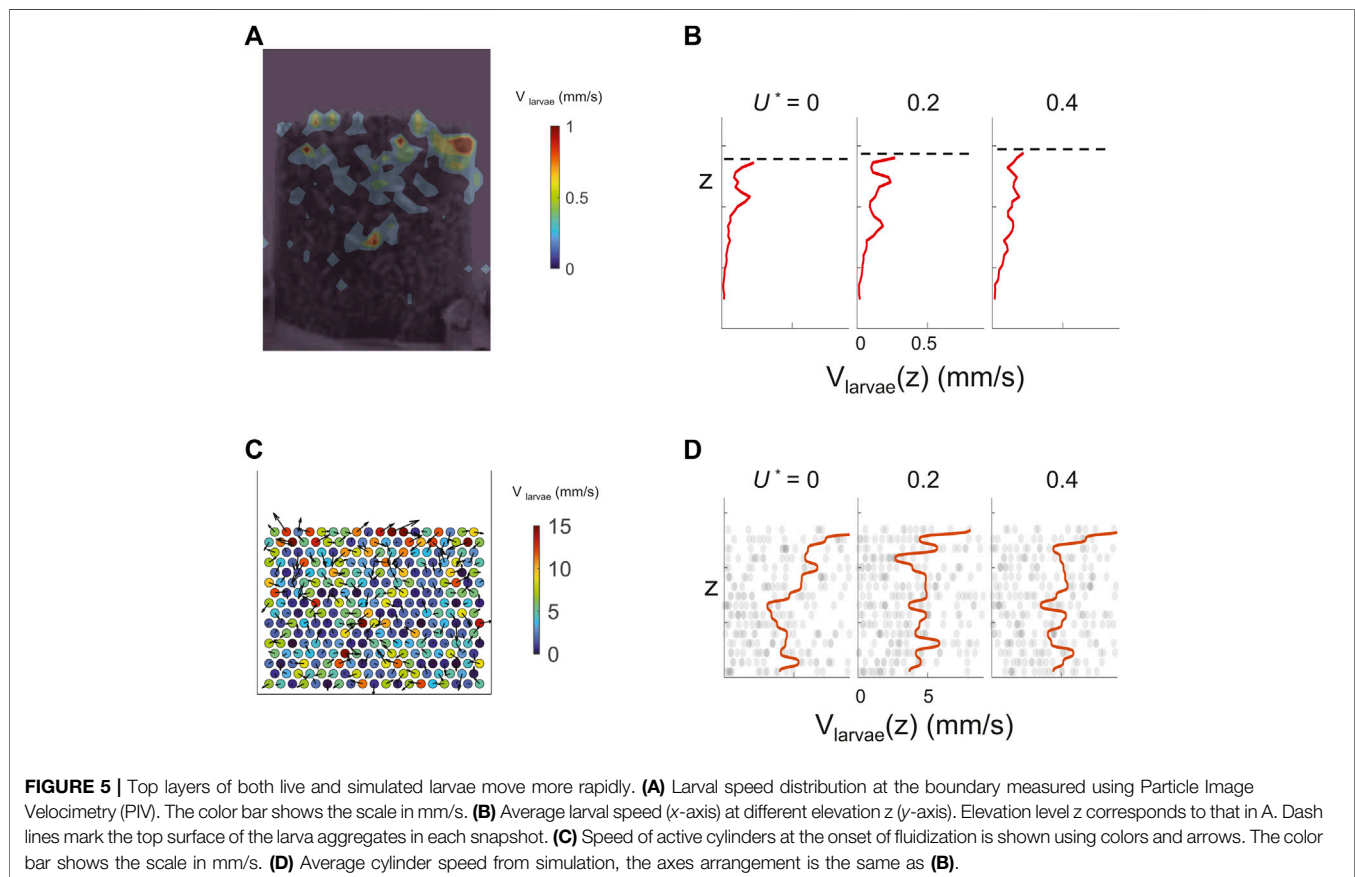 A
V larvae (mm/s)
1
0.5
0
B
U* = 0 0.2 0.4
z
0 0.5
Vlarvae(z) (mm/s)
C
V larvae (mm/s)
15
10
5
0
D
U* = 0 0.2 0.4
z
0 5
Vlarvae(z) (mm/s)
FIGURE 5 | Top layers of both live and simulated larvae move more rapidly. (A) Larval speed distribution at the boundary measured using Particle Image
Velocimetry (PIV). The color bar shows the scale in mm/s. (B) Average larval speed (x-axis) at different elevation z (y-axis). Elevation level z corresponds to that in A. Dash
lines mark the top surface of the larva aggregates in each snapshot. (C) Speed of active cylinders at the onset of fluidization is shown using colors and arrows. The color
bar shows the scale in mm/s. (D) Average cylinder speed from simulation, the axes arrangement is the same as (B).